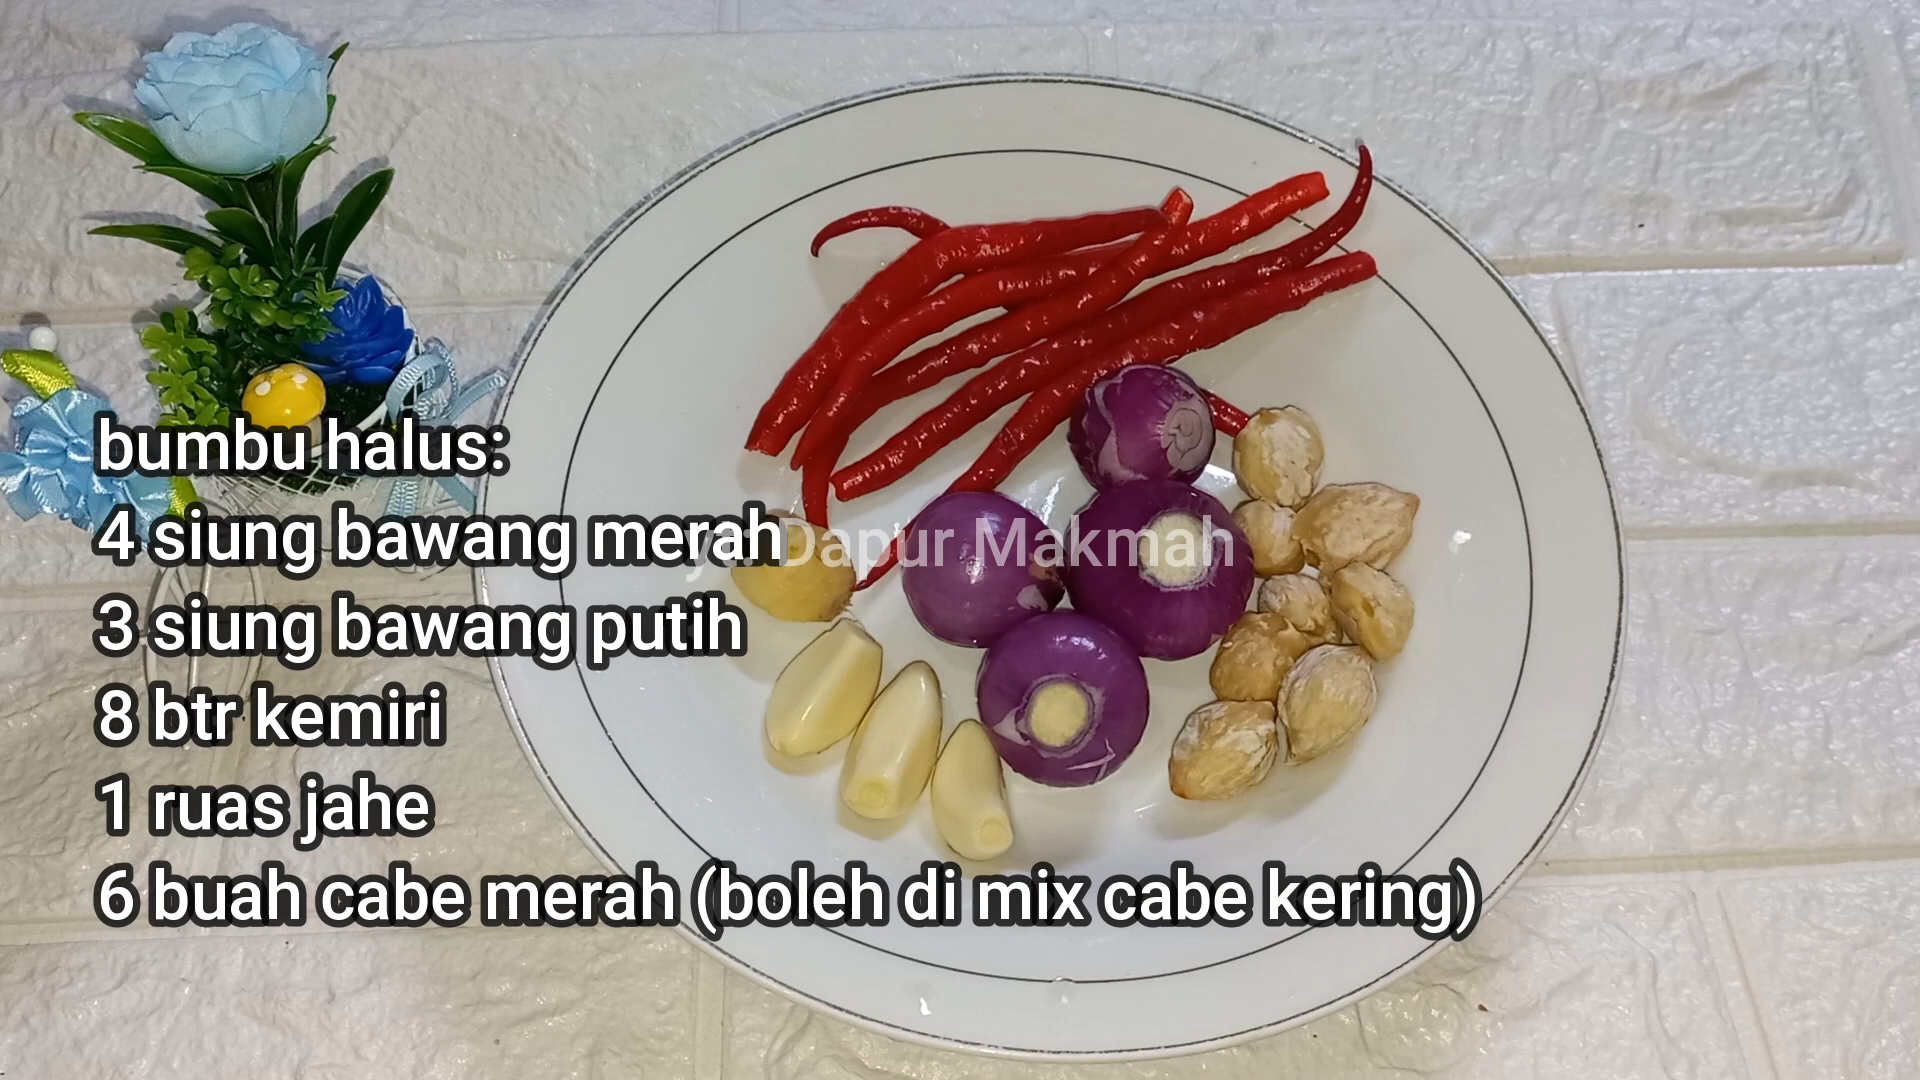 bumbu halus:
4 siung bawang merah
yt: Dapur Makmah
3 siung bawang putih
8 btr kemiri
1 ruas jahe
6 buah cabe merah (boleh di mix cabe kering)